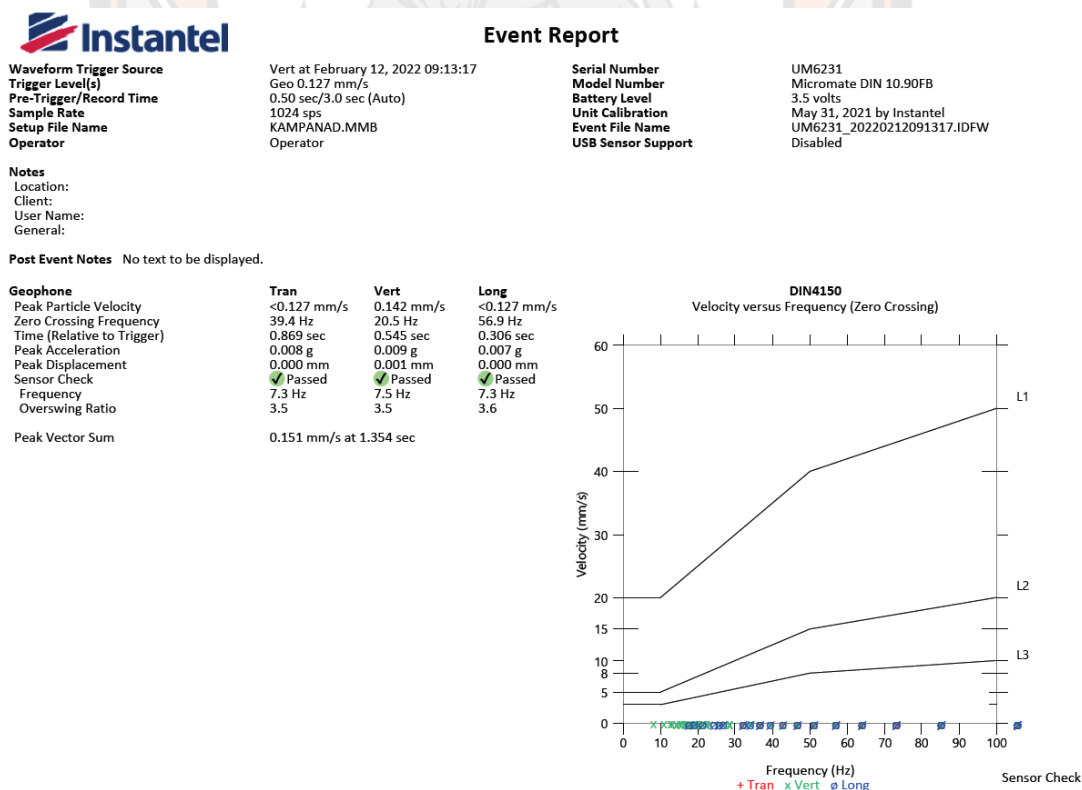 Instantel
Event Report
Waveform Trigger Source Vert at February 12, 2022 09:13:17
Trigger Level(s) Geo 0.127 mm/s
Pre-Trigger/Record Time 0.50 sec/3.0 sec (Auto)
Sample Rate 1024 sps
Setup File Name KAMPANAD.MMB
Operator Operator
Serial Number UM6231
Model Number Micromate DIN 10.90FB
Battery Level 3.5 volts
Unit Calibration May 31, 2021 by Instantel
Event File Name UM6231_20220212091317.IDFW
USB Sensor Support Disabled
Notes
Location:
Client:
User Name:
General:
Post Event Notes No text to be displayed.
Geophone Tran Vert Long
Peak Particle Velocity <0.127 mm/s 0.142 mm/s <0.127 mm/s
Zero Crossing Frequency 39.4 Hz 20.5 Hz 56.9 Hz
Time (Relative to Trigger) 0.869 sec 0.545 sec 0.306 sec
Peak Acceleration 0.008 g 0.009 g 0.007 g
Peak Displacement 0.000 mm 0.001 mm 0.000 mm
Sensor Check Passed Passed Passed
Frequency 7.3 Hz 7.5 Hz 7.3 Hz
Overswing Ratio 3.5 3.5 3.6
Peak Vector Sum 0.151 mm/s at 1.354 sec
DIN4150
Velocity versus Frequency (Zero Crossing)
60
L1
50
40
Velocity (mm/s)
30
L2
20
15
L3
10
8
5
0
0 10 20 30 40 50 60 70 80 90 100
Frequency (Hz)
+ Tran x Vert ø Long
Sensor Check